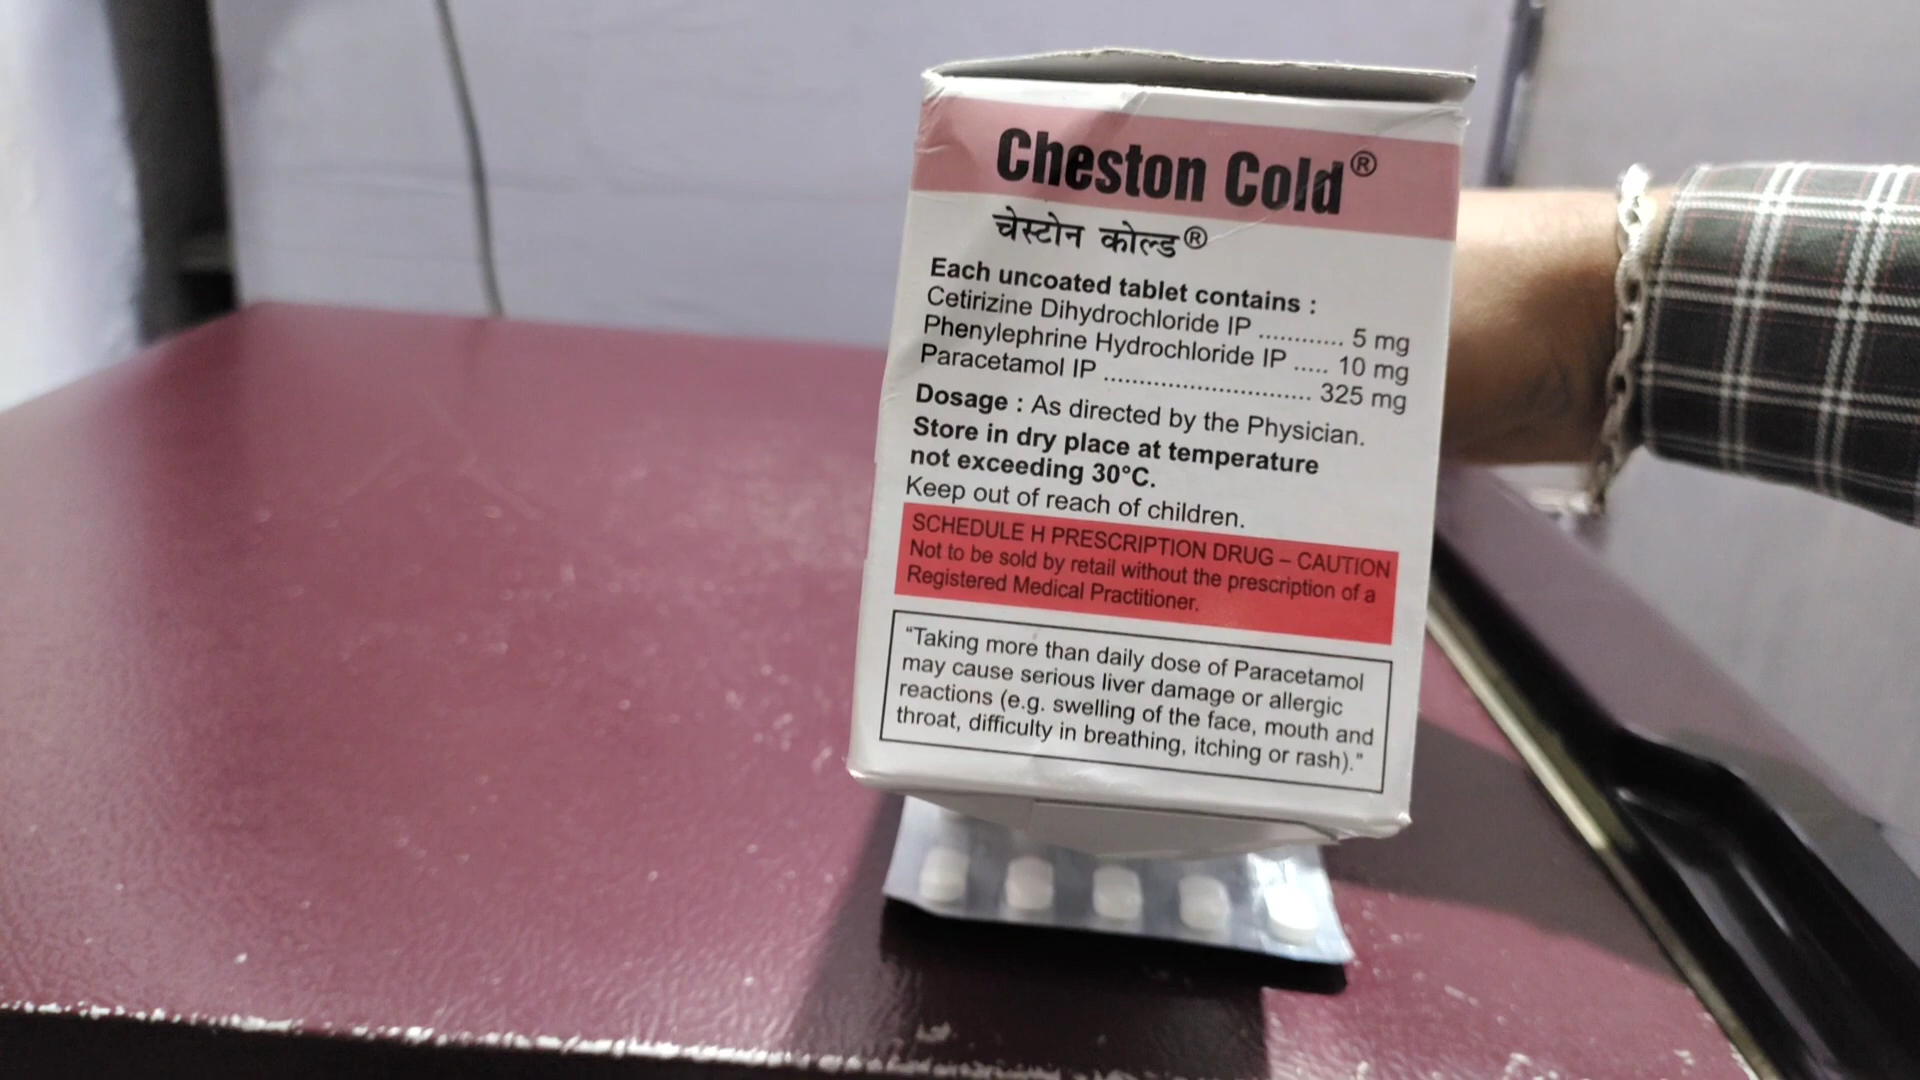 Cheston Cold®
चेस्टोन कोल्ड®
Each uncoated tablet contains :
Cetirizine Dihydrochloride IP ............ 5 mg
Phenylephrine Hydrochloride IP ..... 10 mg
Paracetamol IP ............................. 325 mg
Dosage : As directed by the Physician.
Store in dry place at temperature
not exceeding 30°C.
Keep out of reach of children.
SCHEDULE H PRESCRIPTION DRUG – CAUTION
Not to be sold by retail without the prescription of a
Registered Medical Practitioner.
“Taking more than daily dose of Paracetamol
may cause serious liver damage or allergic
reactions (e.g. swelling of the face, mouth and
throat, difficulty in breathing, itching or rash).”